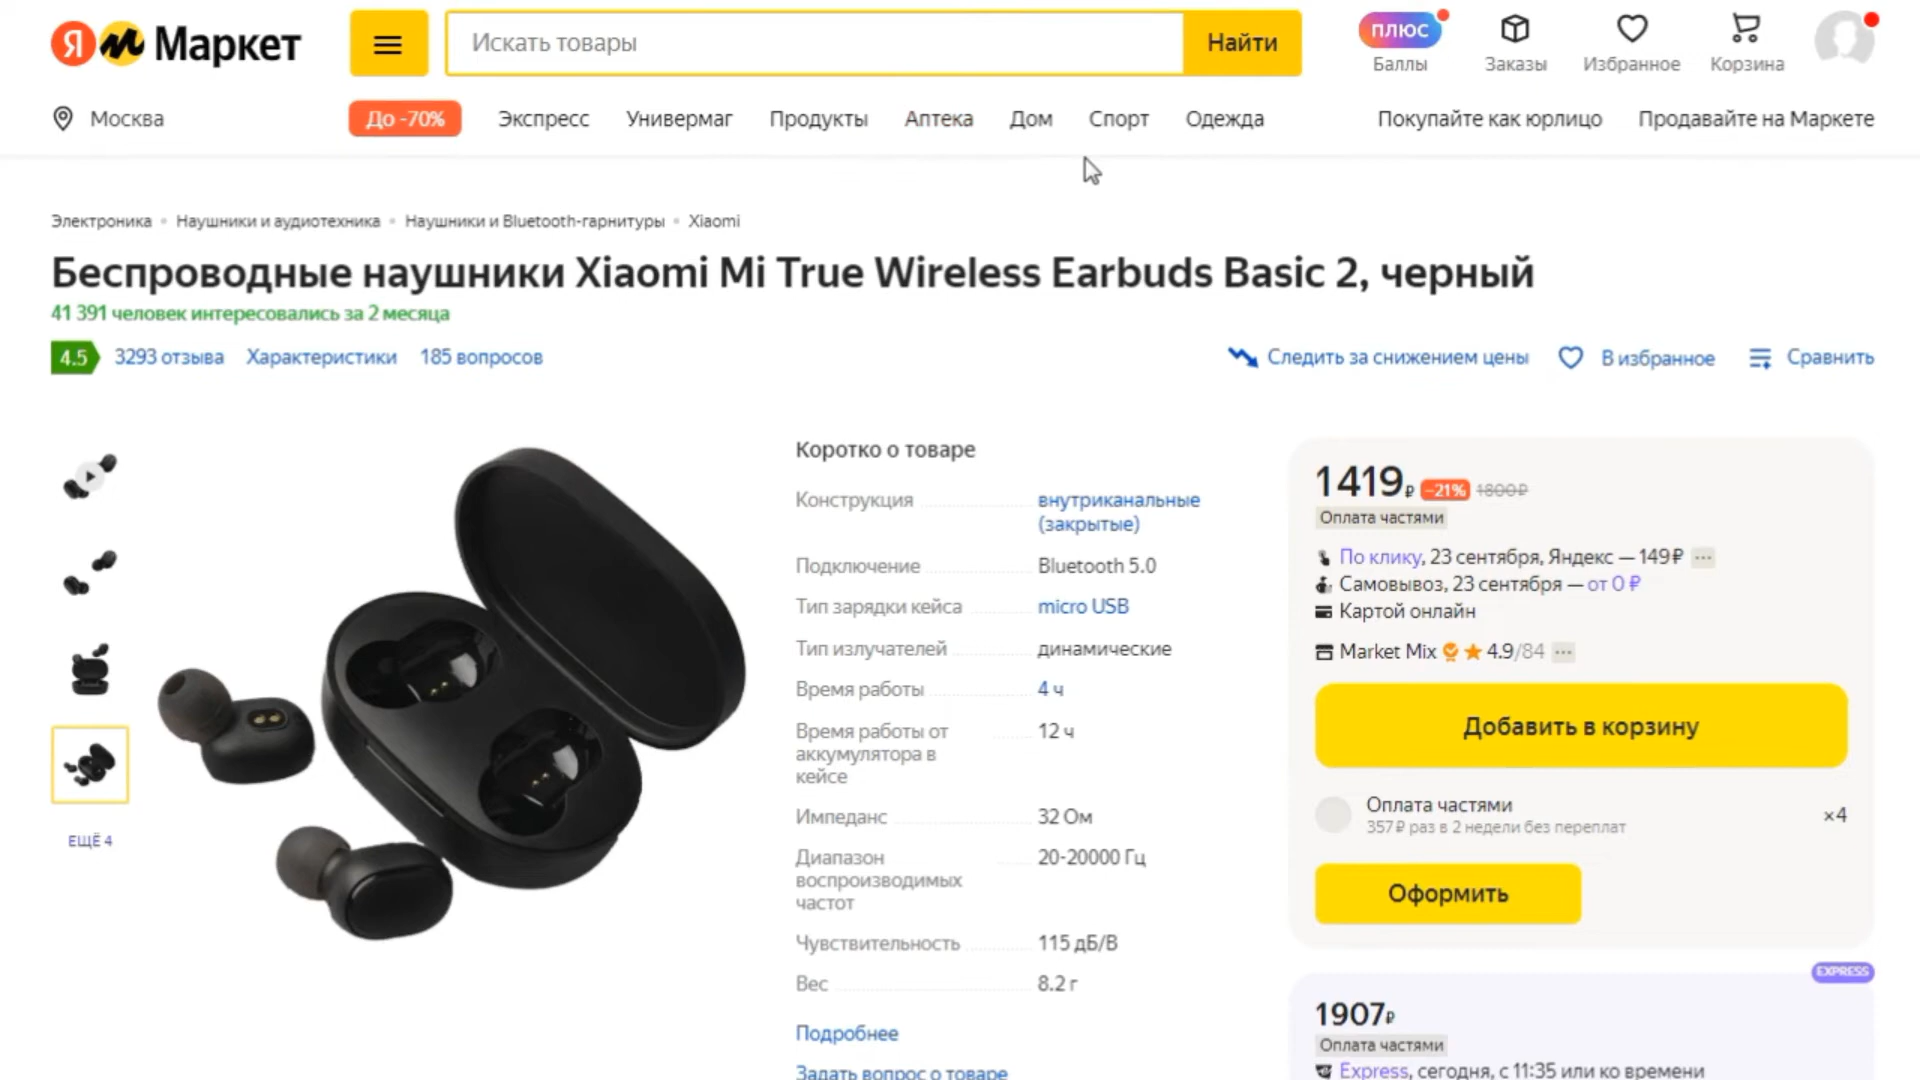 Я м Маркет
Искать товары
Найти
плюс
Баллы
Заказы
Избранное
Корзина
Москва
До -70%
Экспресс
Универмаг
Продукты
Аптека
Дом
Спорт
Одежда
Покупайте как юрлицо
Продавайте на Маркете
Электроника • Наушники и аудиотехника • Наушники и Bluetooth-гарнитуры • Xiaomi
Беспроводные наушники Xiaomi Mi True Wireless Earbuds Basic 2, черный
41 391 человек интересовались за 2 месяца
4.5 3293 отзыва Характеристики 185 вопросов
Следить за снижением цены В избранное Сравнить
ЕЩЁ 4
Коротко о товаре
Конструкция внутриканальные
(закрытые)
Подключение Bluetooth 5.0
Тип зарядки кейса micro USB
Тип излучателей динамические
Время работы 4 ч
Время работы от 12 ч
аккумулятора в
кейсе
Импеданс 32 Ом
Диапазон 20-20000 Гц
воспроизводимых
частот
Чувствительность 115 дБ/В
Вес 8.2 г
Подробнее
Задать вопрос о товаре
1419₽ -21% 1800₽
Оплата частями
По клику, 23 сентября, Яндекс — 149₽ ...
Самовывоз, 23 сентября — от 0 ₽
Картой онлайн
Market Mix 4.9/84 ...
Добавить в корзину
Оплата частями
357₽ раз в 2 недели без переплат
×4
Оформить
EXPRESS
1907₽
Оплата частями
Express, сегодня, с 11:35 или ко времени